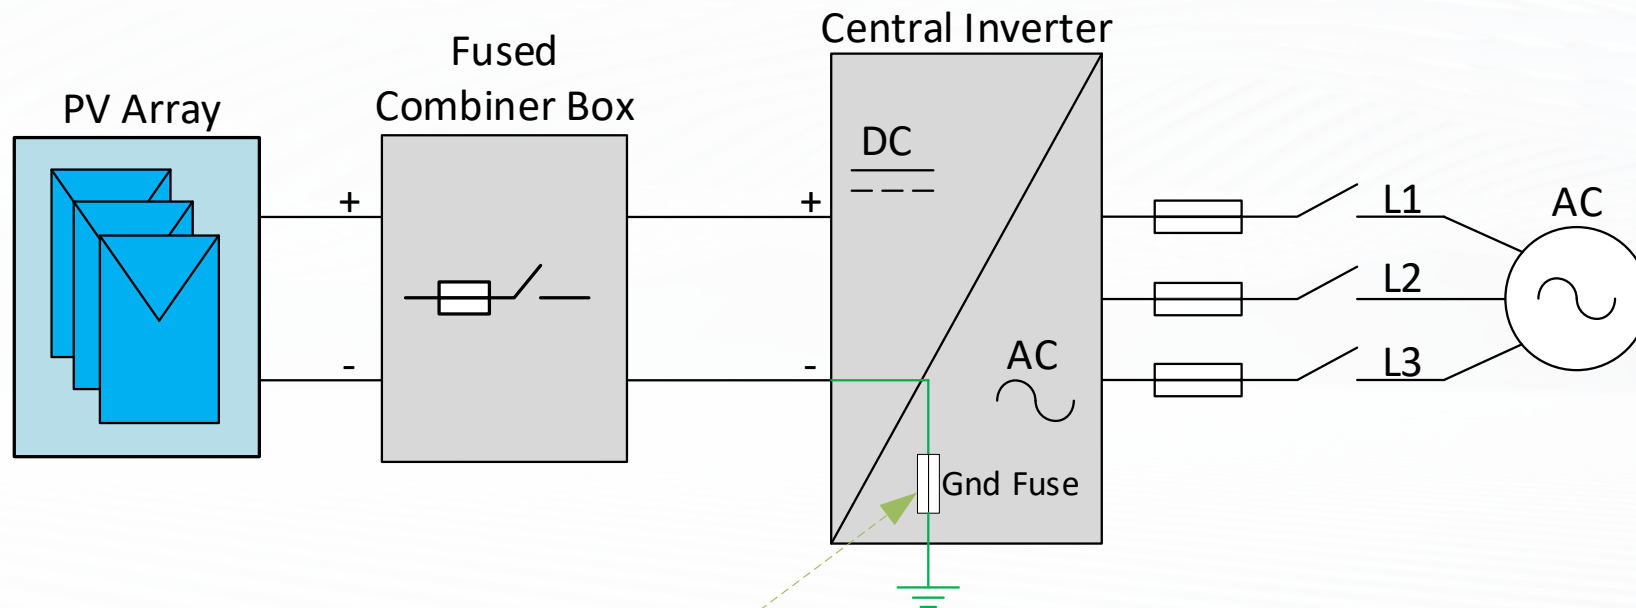 Central Inverter
Fused
Combiner Box
PV Array
DC
+
+
-
-
L1
L2
L3
AC
AC
Gnd Fuse